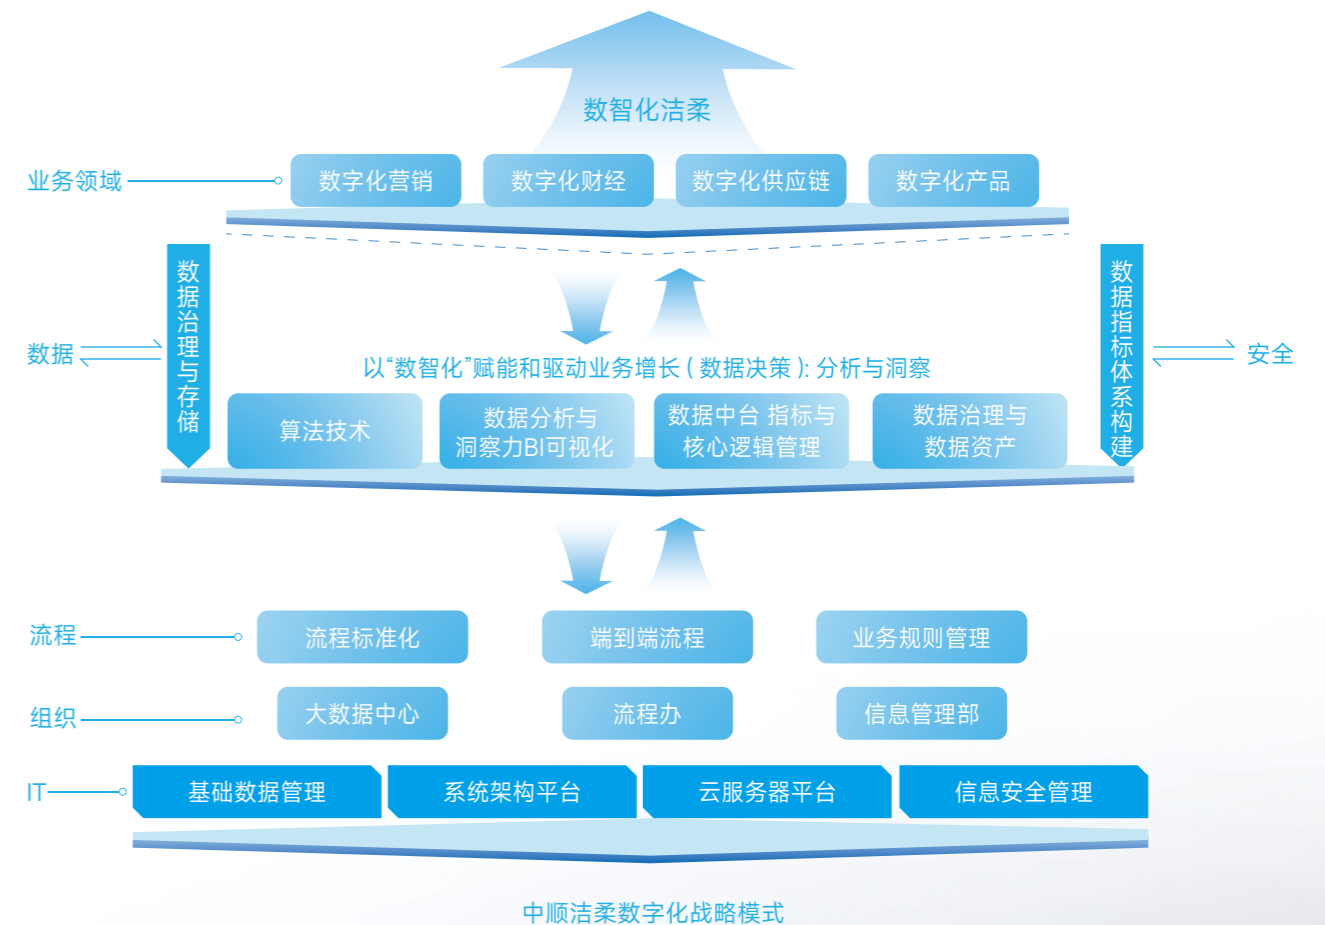 数智化洁柔
业务领域
数字化营销
数字化财经
数字化供应链
数字化产品
数据治理与存储
数据指标体系构建
数据
安全
以“数智化”赋能和驱动业务增长 ( 数据决策 ): 分析与洞察
算法技术
数据分析与
洞察力BI可视化
数据中台 指标与
核心逻辑管理
数据治理与
数据资产
流程
流程标准化
端到端流程
业务规则管理
组织
大数据中心
流程办
信息管理部
IT
基础数据管理
系统架构平台
云服务器平台
信息安全管理
中顺洁柔数字化战略模式